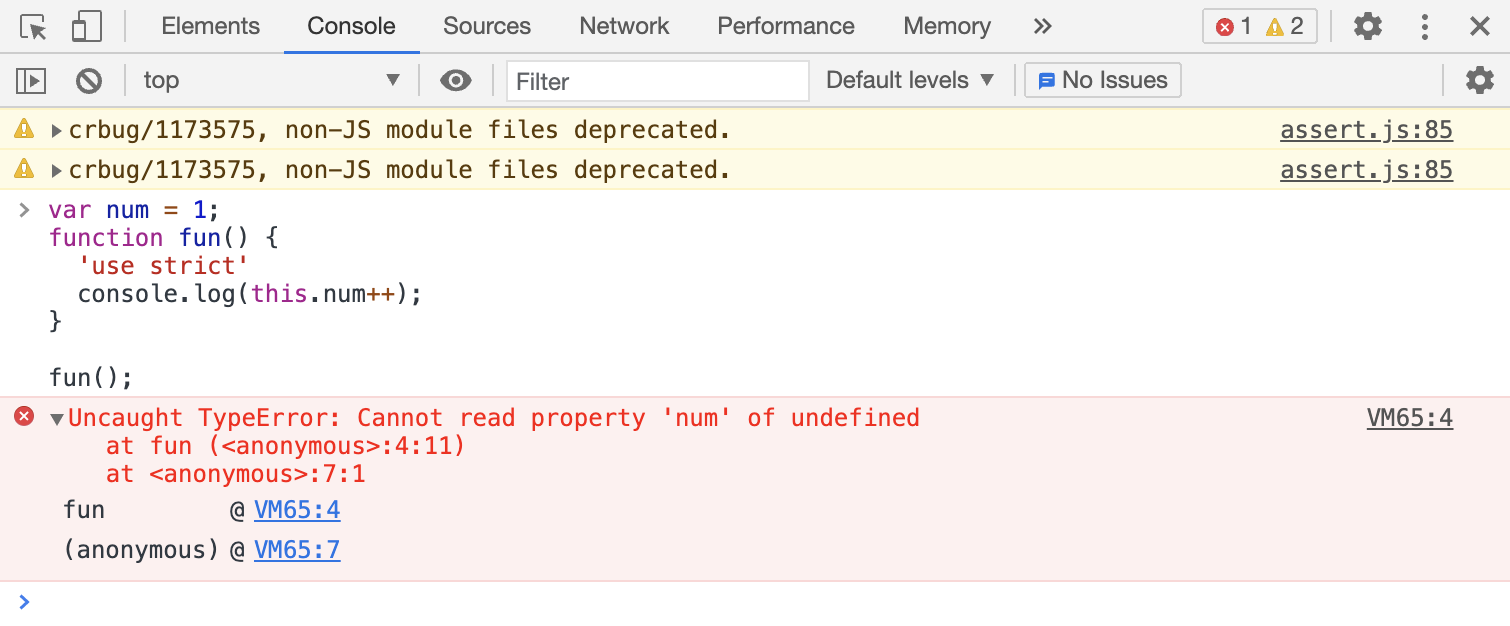 Elements Console Sources Network Performance Memory » 1 2
top Filter Default levels No Issues
crbug/1173575, non-JS module files deprecated. assert.js:85
crbug/1173575, non-JS module files deprecated. assert.js:85
> var num = 1;
function fun() {
'use strict'
console.log(this.num++);
}
fun();
Uncaught TypeError: Cannot read property 'num' of undefined VM65:4
at fun (<anonymous>:4:11)
at <anonymous>:7:1
fun @ VM65:4
(anonymous) @ VM65:7
>